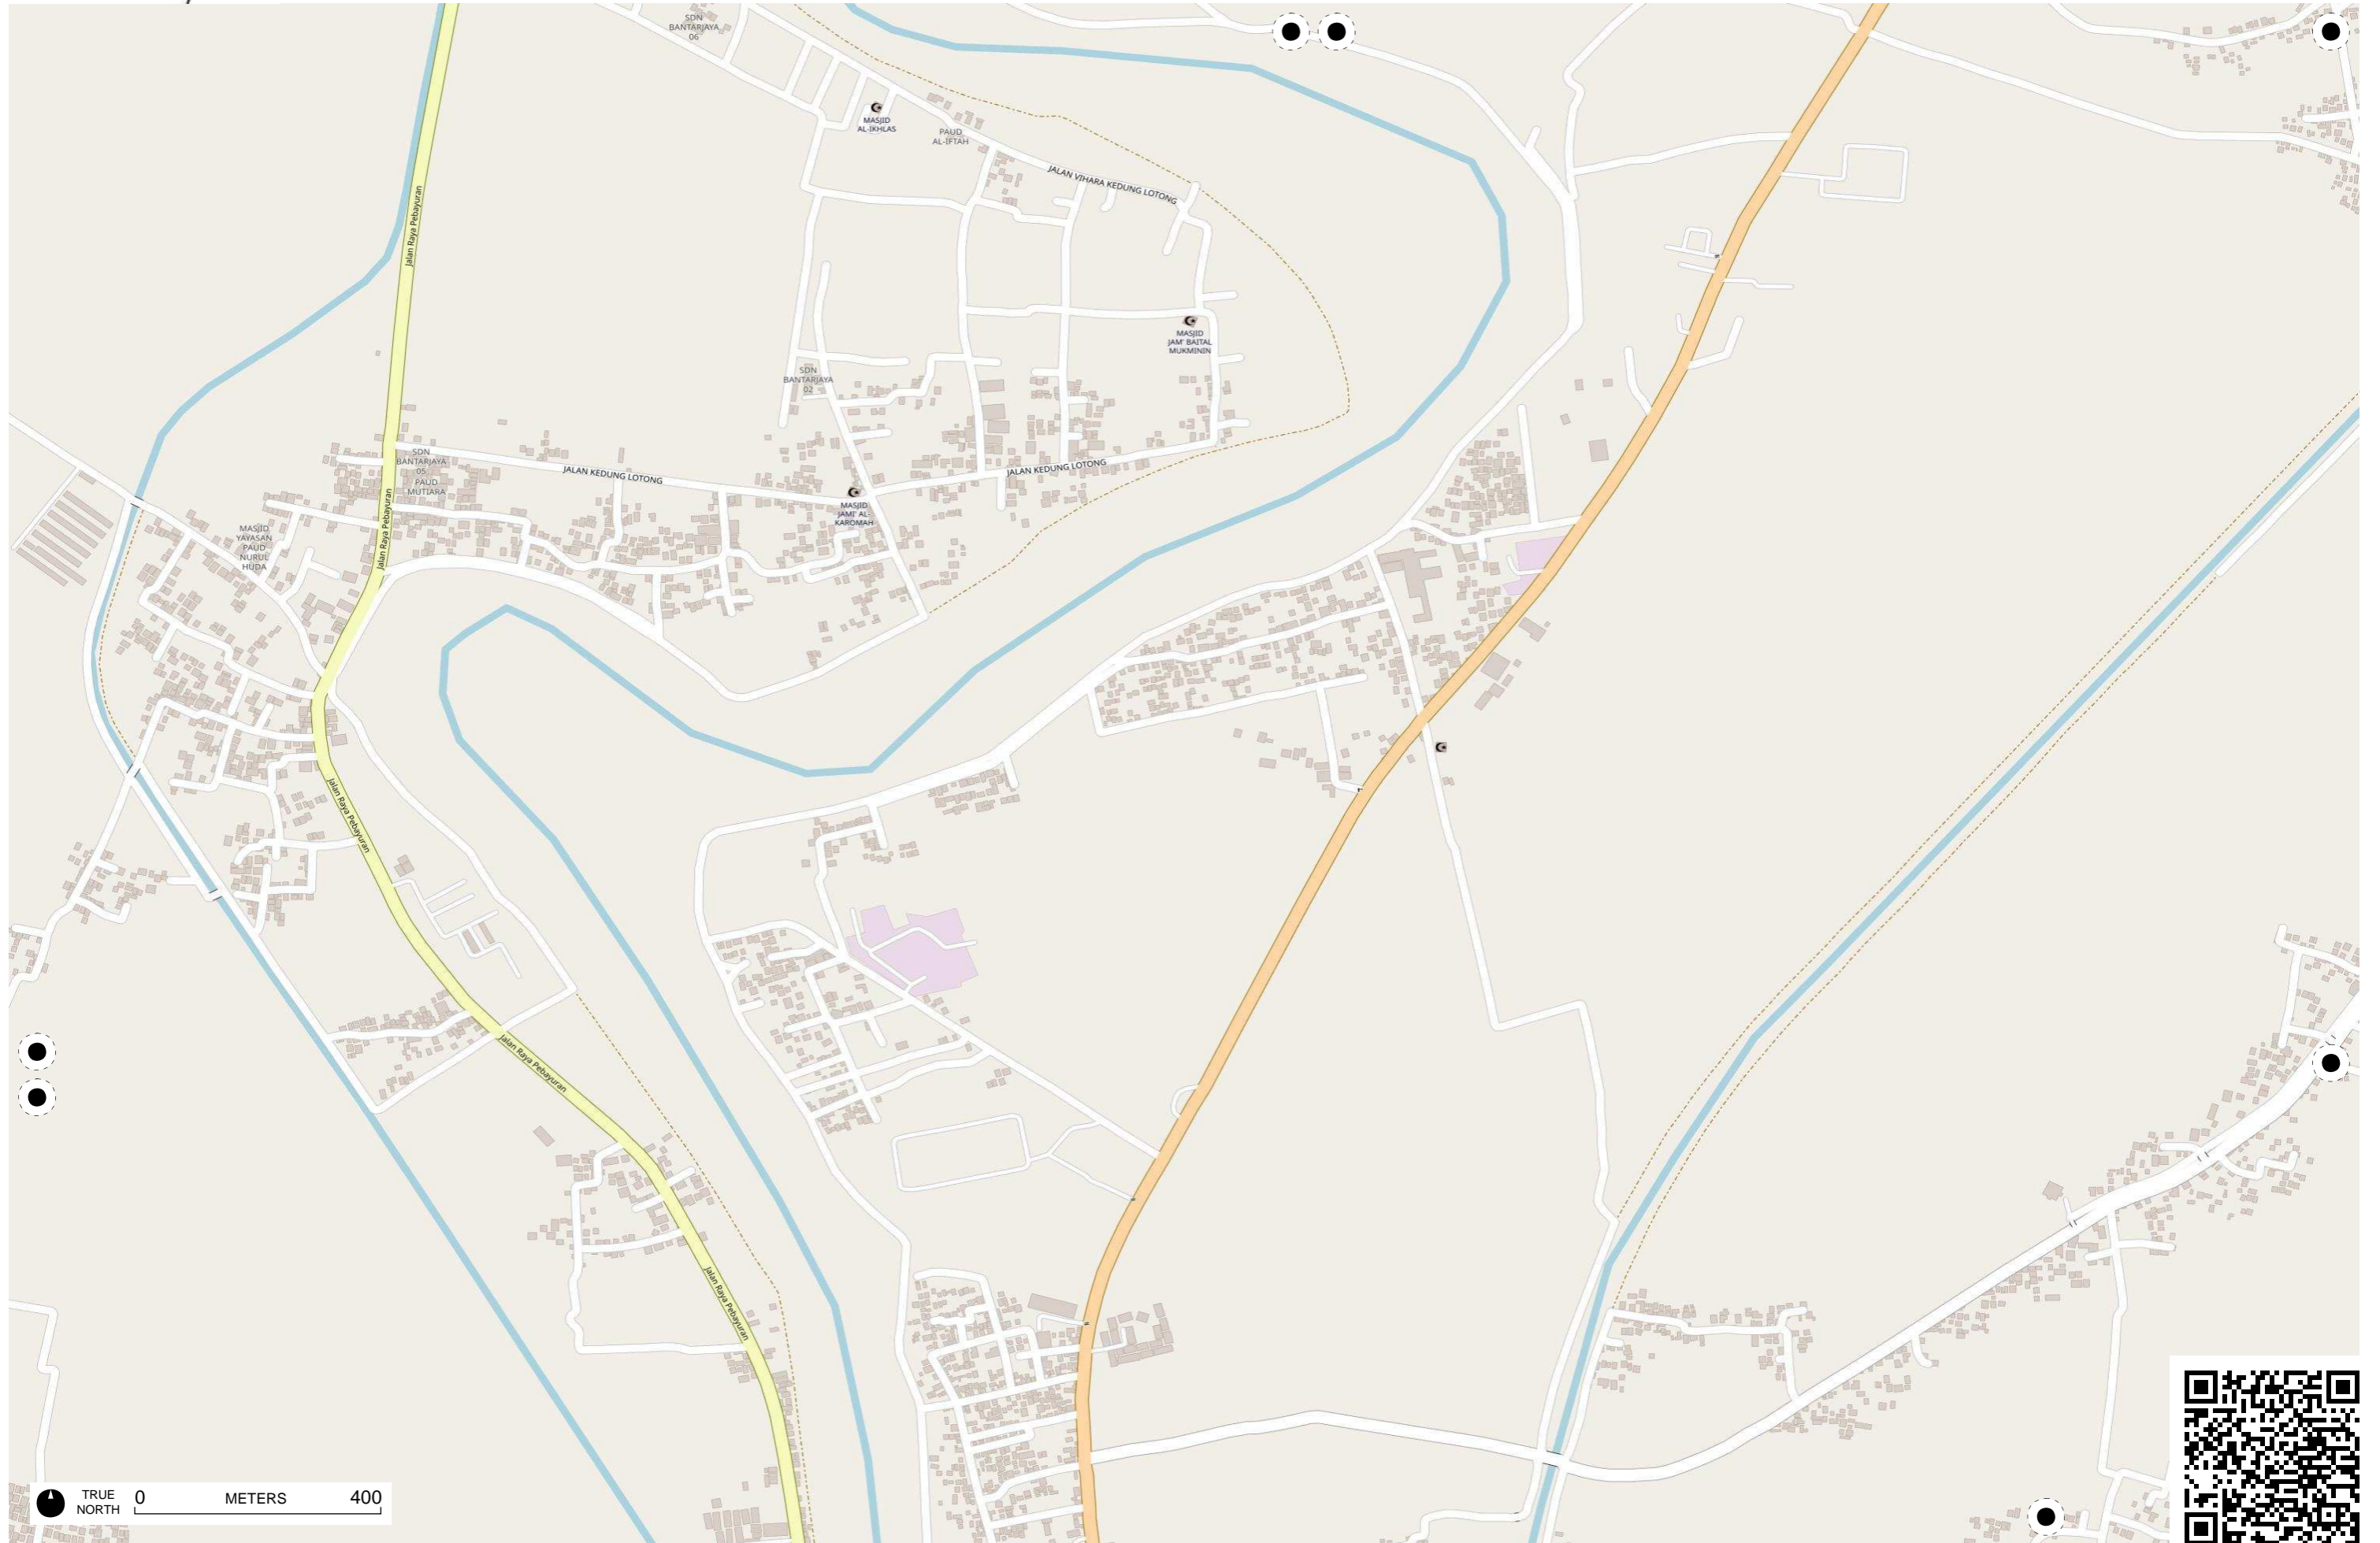 SDN
BANTARJAYA
06
MASJID
AL-IKHLAS
PAUD
AL-IFTAH
JALAN VIHARA KEDUNG LOTONG
Jalan Raya Pebayuran
MASJID
JAM' BAITAL
MUKMININ
SDN
BANTARJAYA
02
SDN
BANTARJAYA
05
PAUD
MUTIARA
JALAN KEDUNG LOTONG
JALAN KEDUNG LOTONG
MASJID
JAMI' AL-
KAROMAH
MASJID
YAYASAN
PAUD
NURUL
HUDA
Jalan Raya Pebayuran
Jalan Raya Pebayuran
Jalan Raya Pebayuran
Jalan Raya Pebayuran
TRUE
NORTH
0 METERS 400